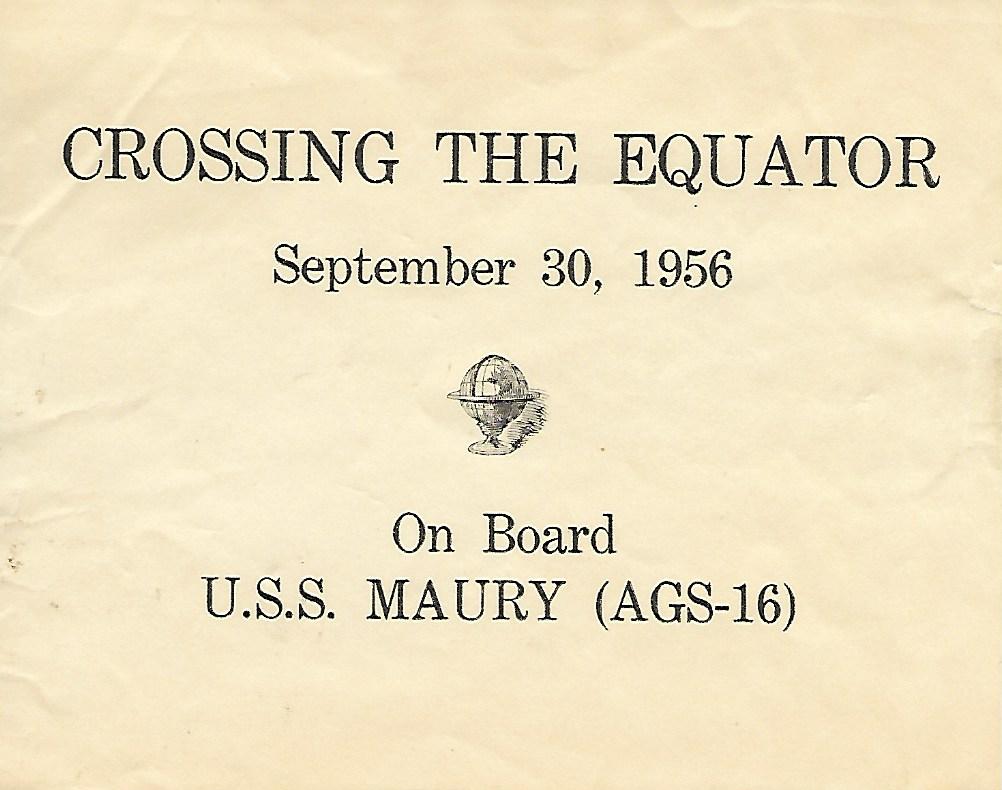 CROSSING THE EQUATOR
September 30, 1956
On Board
U.S.S. MAURY (AGS-16)